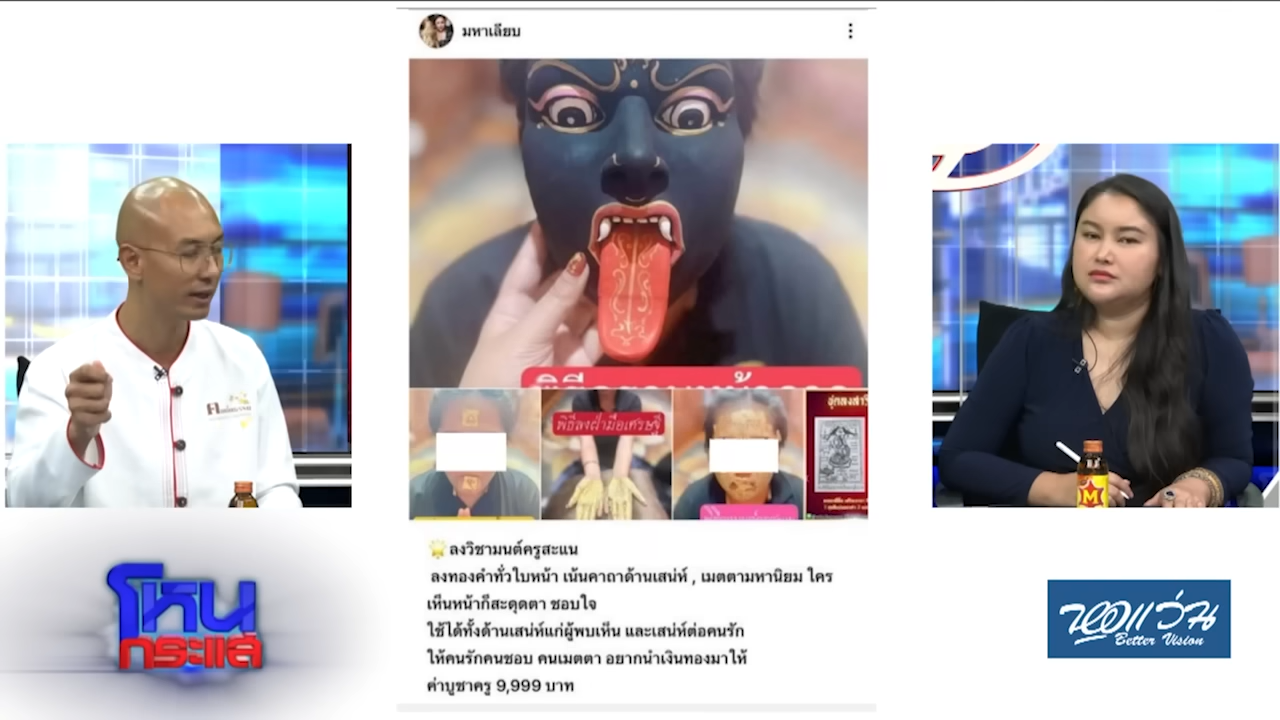 มหาเลียบ
พิธีลงฝ่ามือเศรษฐี
🌟ลงวิชามนต์ครูสะแน
ลงทองคำทั่วใบหน้า เน้นคาถาด้านเสน่ห์ , เมตตามหานิยม ใคร
เห็นหน้าก็สะดุดตา ชอบใจ
ใช้ได้ทั้งด้านเสน่ห์แก่ผู้พบเห็น และเสน่ห์ต่อคนรัก
ให้คนรักคนชอบ คนเมตตา อยากนำเงินทองมาให้
ค่าบูชาครู 9,999 บาท
โหน
กระแส
หอแว่น
Better Vision
M